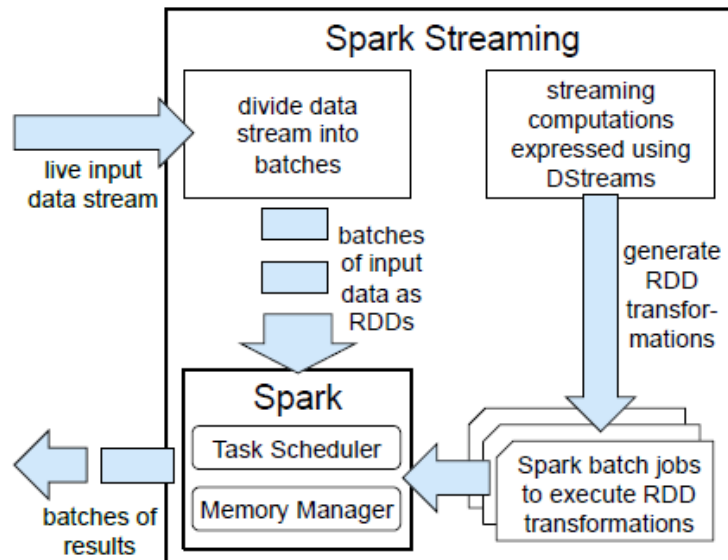 Spark Streaming
divide data
stream into
batches
streaming
computations
expressed using
DStreams
live input
data stream
batches
of input
data as
RDDs
generate
RDD
transfor-
mations
Spark
Task Scheduler
Memory Manager
Spark batch jobs
to execute RDD
transformations
batches of
results